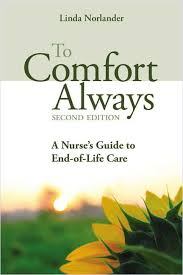 Linda Norlander
To
Comfort
Always
SECOND EDITION
A Nurse's Guide to
End-of-Life Care